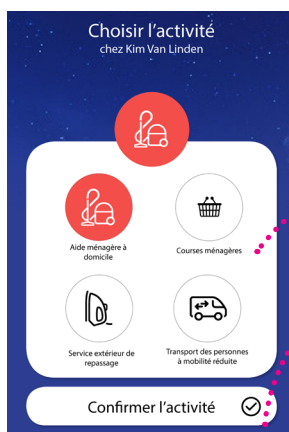 Choisir l'activité
chez Kim Van Linden
Aide ménagère à
domicile
Courses ménagères
Service extérieur de
repassage
Transport des personnes
à mobilité réduite
Confirmer l'activité